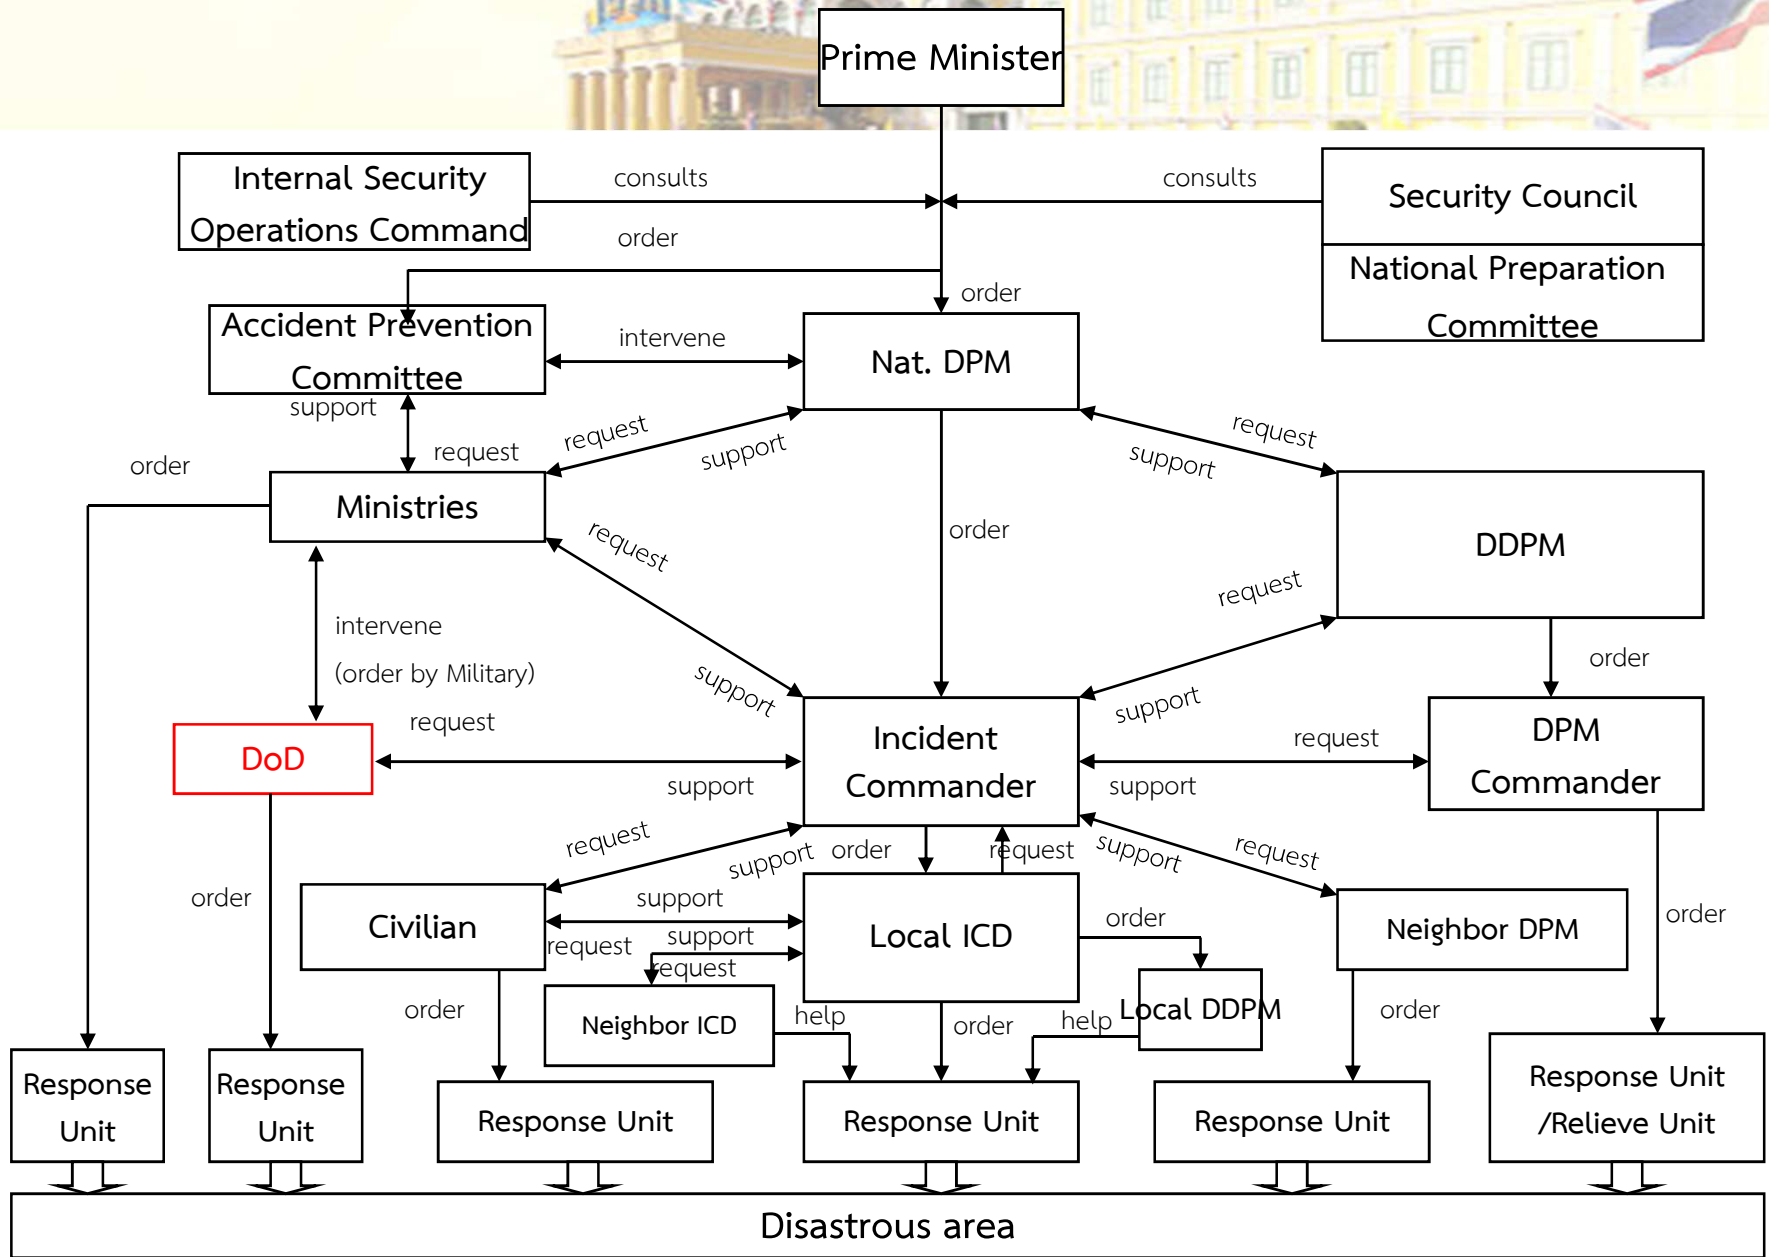 Prime Minister
Internal Security
Operations Command
consults
consults
Security Council
order
National Preparation
Committee
order
Accident Prevention
Committee
intervene
Nat. DPM
support
request
request
support
request
support
order
Ministries
order
DDPM
request
request
intervene
(order by Military)
order
support
support
request
DoD
Incident
Commander
request
DPM
Commander
support
support
request
support
order
request
support
request
order
Civilian
support
Local ICD
order
Neighbor DPM
order
request
support
request
order
Neighbor ICD
help
order
help
Local DDPM
order
Response
Unit
Response
Unit
Response Unit
Response Unit
Response Unit
Response Unit
/Relieve Unit
Disastrous area